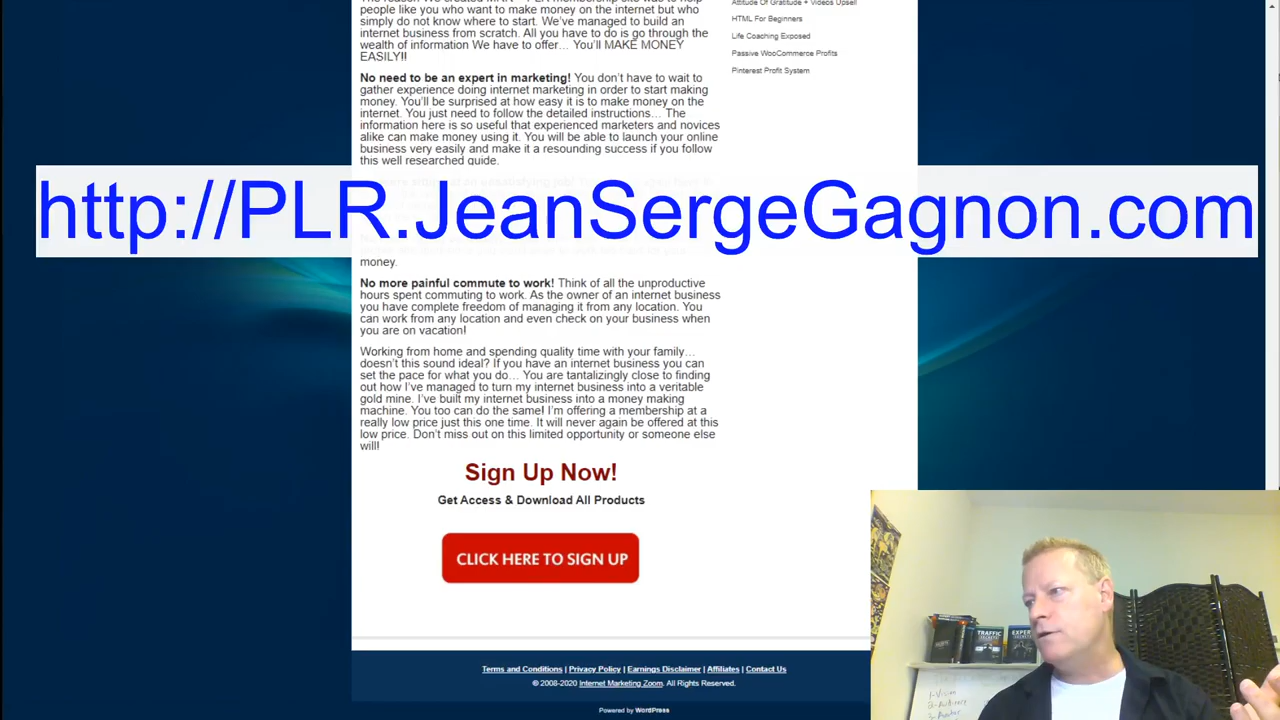 people like you who want to make money on the internet but who
simply do not know where to start. We've managed to build an
internet business from scratch. All you have to do is go through the
wealth of information We have to offer... You'll MAKE MONEY
EASILY!!
No need to be an expert in marketing! You don't have to wait to
gather experience doing internet marketing in order to start making
money. You'll be surprised at how easy it is to make money on the
internet. You just need to follow the detailed instructions... The
information here is so useful that experienced marketers and novices
alike can make money using it. You will be able to launch your online
business very easily and make it a resounding success if you follow
this well researched guide.
http://PLR.JeanSergeGagnon.com
money.
No more painful commute to work! Think of all the unproductive
hours spent commuting to work. As the owner of an internet business
you have complete freedom of managing it from any location. You
can work from any location and even check on your business when
you are on vacation!
Working from home and spending quality time with your family...
doesn't this sound ideal? If you have an internet business you can
set the pace for what you do... You are tantalizingly close to finding
out how I've managed to turn my internet business into a veritable
gold mine. I've built my internet business into a money making
machine. You too can do the same! I'm offering a membership at a
really low price just this one time. It will never again be offered at this
low price. Don't miss out on this limited opportunity or someone else
will!
Sign Up Now!
Get Access & Download All Products
CLICK HERE TO SIGN UP
Attitude Of Gratitude + Videos Upsell
HTML For Beginners
Life Coaching Exposed
Passive WooCommerce Profits
Pinterest Profit System
TRAFFIC
EXPERT
Terms and Conditions | Privacy Policy | Earnings Disclaimer | Affiliates | Contact Us
© 2008-2020 Internet Marketing Zoom. All Rights Reserved.
Powered by WordPress